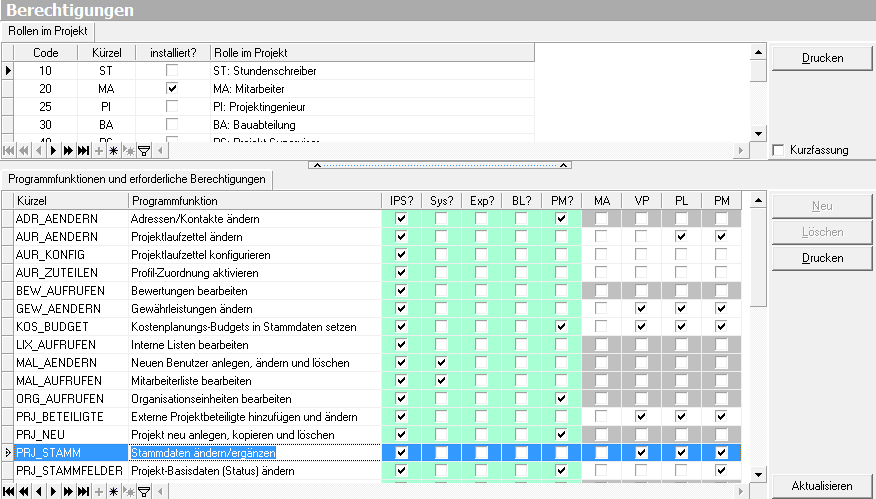 Berechtigungen
Rollen im Projekt
Code Kürzel installiert? Rolle im Projekt
10 ST ST: Stundenschreiber
20 MA MA: Mitarbeiter
25 PI PI: Projektingenieur
30 BA BA: Bauabteilung
40 PS PS: Projekt Supervisor
Drucken
Kurzfassung
Programmfunktionen und erforderliche Berechtigungen
Kürzel Programmfunktion IPS? Sys? Exp? BL? PM? MA VP PL PM
ADR_AENDERN Adressen/Kontakte ändern
AUR_AENDERN Projektlaufzettel ändern
AUR_KONFIG Projektlaufzettel konfigurieren
AUR_ZUTEILEN Profil-Zuordnung aktivieren
BEW_AUFRUFEN Bewertungen bearbeiten
GEW_AENDERN Gewährleistungen ändern
KOS_BUDGET Kostenplanungs-Budgets in Stammdaten setzen
LIX_AUFRUFEN Interne Listen bearbeiten
MAL_AENDERN Neuen Benutzer anlegen, ändern und löschen
MAL_AUFRUFEN Mitarbeiterliste bearbeiten
ORG_AUFRUFEN Organisationseinheiten bearbeiten
PRJ_BETEILIGTE Externe Projektbeteiligte hinzufügen und ändern
PRJ_NEU Projekt neu anlegen, kopieren und löschen
PRJ_STAMM Stammdaten ändern/ergänzen
PRJ_STAMMFELDER Projekt-Basisdaten (Status) ändern
Neu
Löschen
Drucken
Aktualisieren